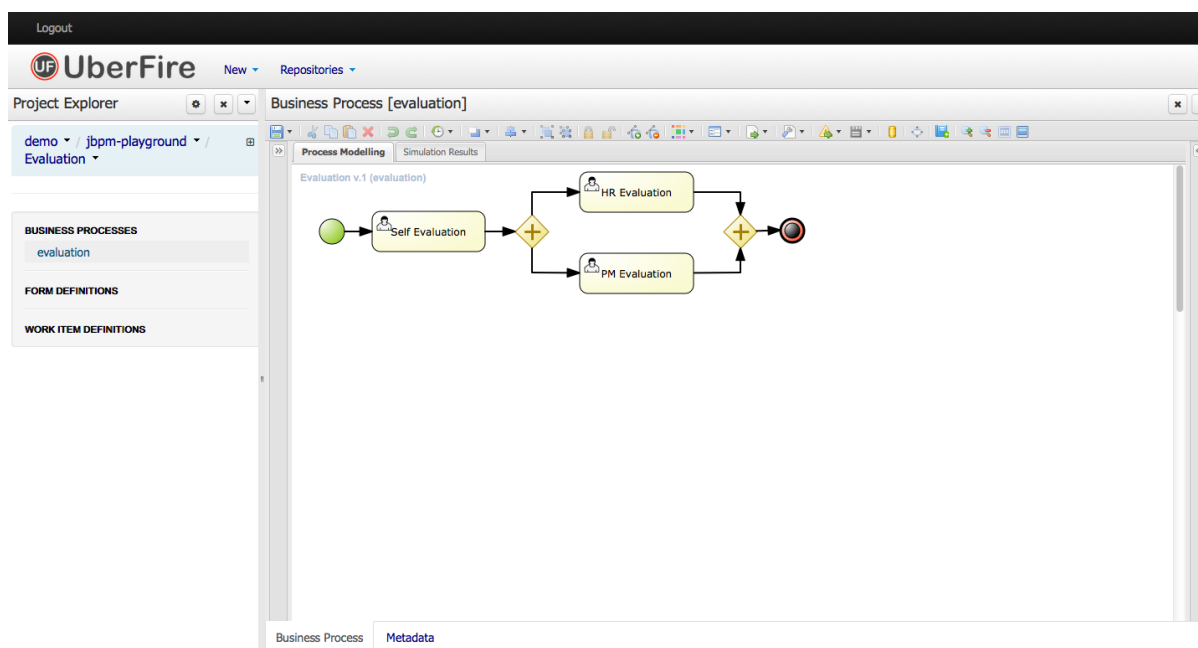 Logout
UF UberFire New Repositories
Project Explorer
demo / jbpm-playground /
Evaluation
BUSINESS PROCESSES
evaluation
FORM DEFINITIONS
WORK ITEM DEFINITIONS
Business Process [evaluation]
Process Modelling Simulation Results
Evaluation v.1 (evaluation)
HR Evaluation
Self Evaluation
PM Evaluation
Business Process Metadata